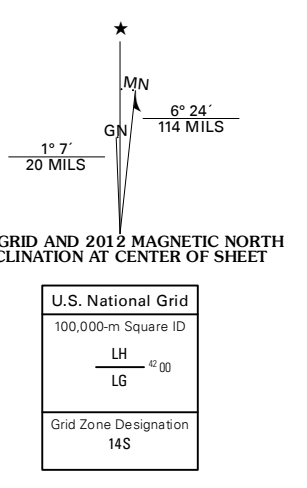 ★
MN
GN
6° 24´
114 MILS
1° 7´
20 MILS
GRID AND 2012 MAGNETIC NORTH
CLINATION AT CENTER OF SHEET
U.S. National Grid
100,000-m Square ID
LH
42 00
LG
Grid Zone Designation
14S